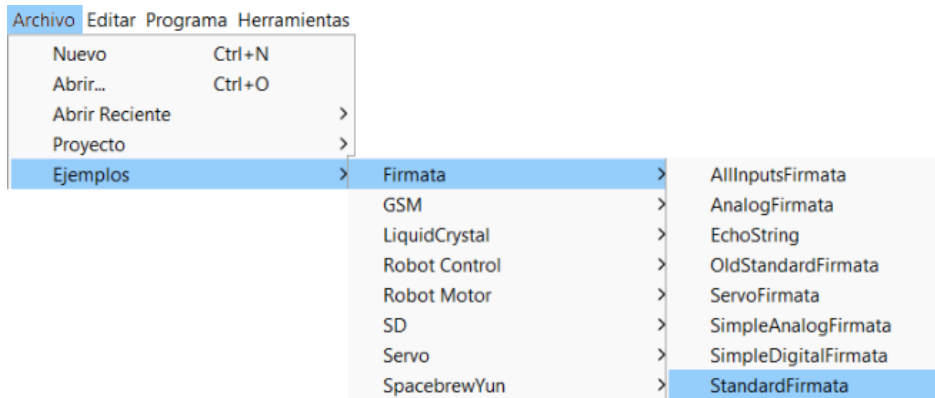 Archivo Editar Programa Herramientas
Nuevo Ctrl+N
Abrir... Ctrl+O
Abrir Reciente
Proyecto
Ejemplos
Firmata
GSM
LiquidCrystal
Robot Control
Robot Motor
SD
Servo
SpacebrewYun
AllInputsFirmata
AnalogFirmata
EchoString
OldStandardFirmata
ServoFirmata
SimpleAnalogFirmata
SimpleDigitalFirmata
StandardFirmata